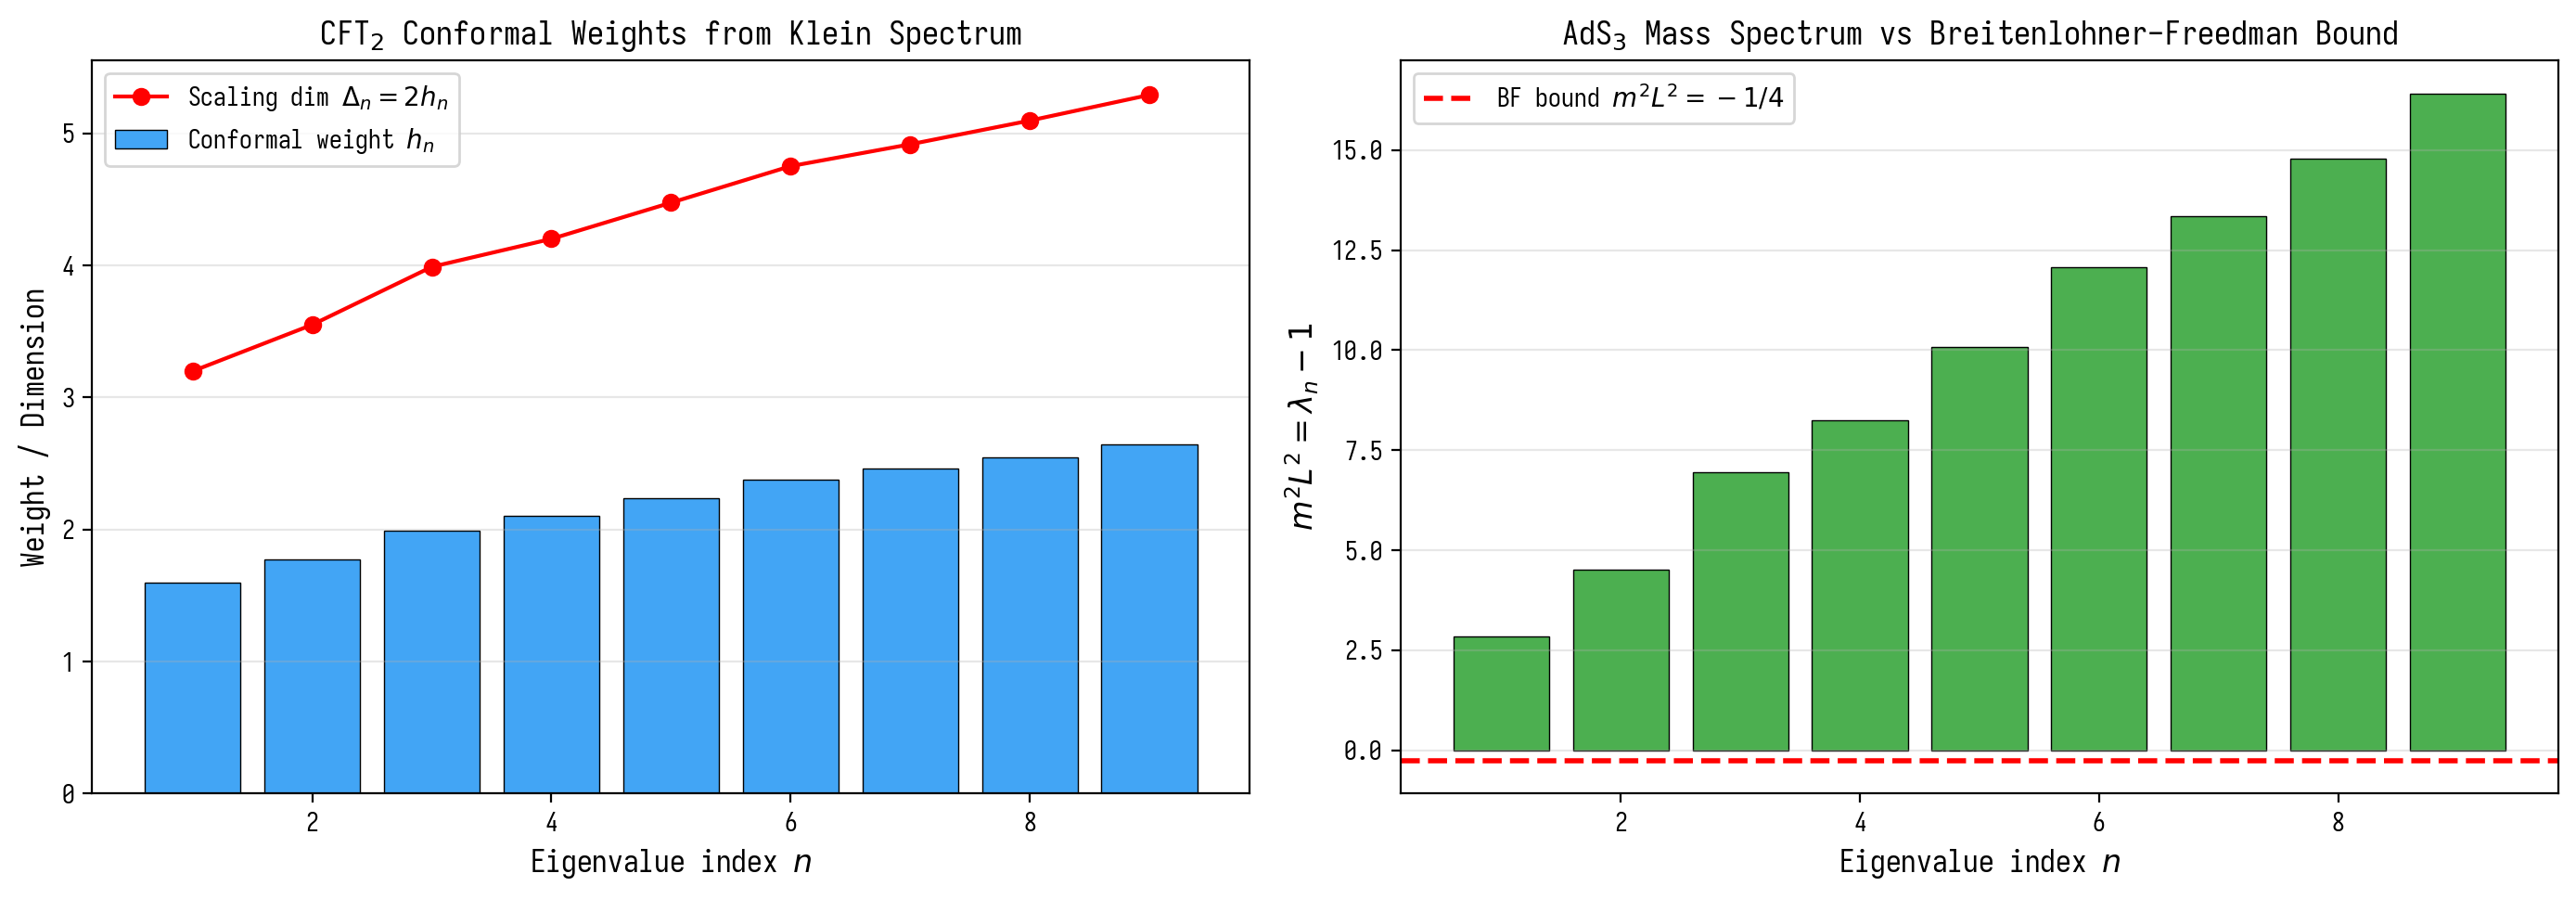 CFT₂ Conformal Weights from Klein Spectrum
Scaling dim Δₙ = 2hₙ
Conformal weight hₙ
Weight / Dimension
5
4
3
2
1
0
2 4 6 8
Eigenvalue index n
AdS₃ Mass Spectrum vs Breitenlohner-Freedman Bound
BF bound m²L² = −1/4
m²L² = λₙ − 1
15.0
12.5
10.0
7.5
5.0
2.5
0.0
2 4 6 8
Eigenvalue index n